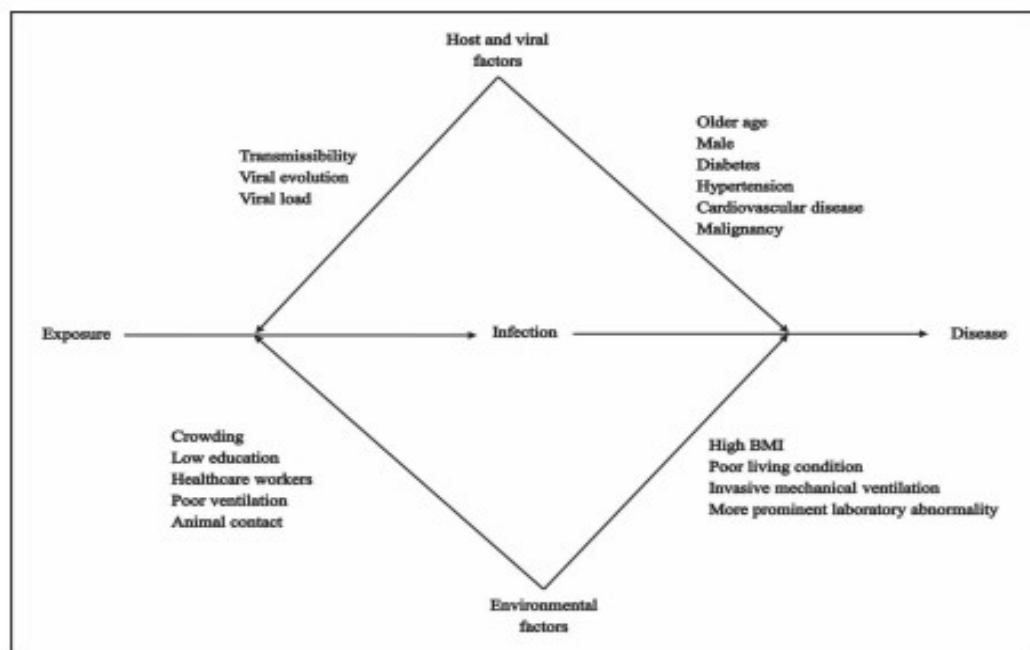 Host and viral
factors
Transmissibility
Viral evolution
Viral load
Older age
Male
Diabetes
Hypertension
Cardiovascular disease
Malignancy
Exposure
Infection
Disease
Crowding
Low education
Healthcare workers
Poor ventilation
Animal contact
High BMI
Poor living condition
Invasive mechanical ventilation
More prominent laboratory abnormality
Environmental
factors